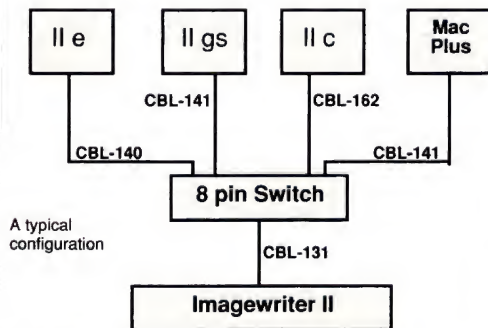 II e
II gs
II c
Mac
Plus
CBL-141
CBL-162
CBL-140
CBL-141
8 pin Switch
A typical
configuration
CBL-131
Imagewriter II